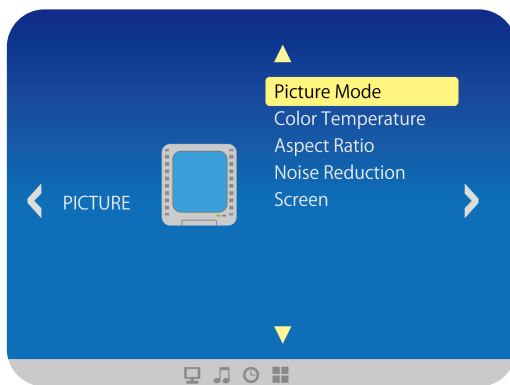 PICTURE
Picture Mode
Color Temperature
Aspect Ratio
Noise Reduction
Screen